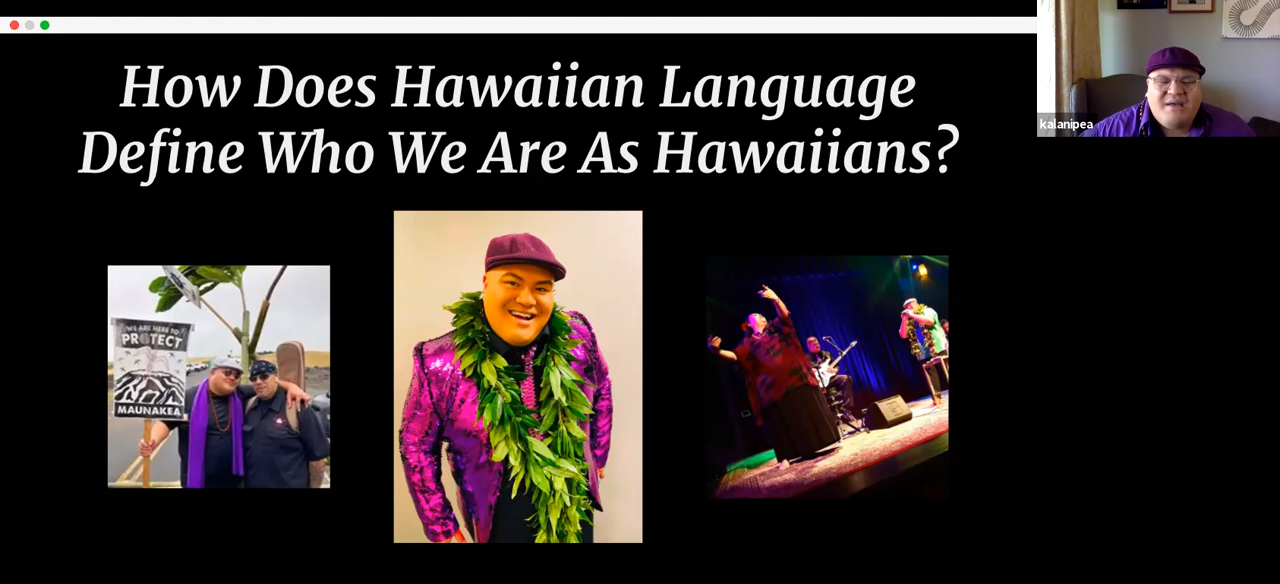 How Does Hawaiian Language
Define Who We Are As Hawaiians?
kalanipea
WE ARE HERE TO
PROTECT
MAUNAKEA